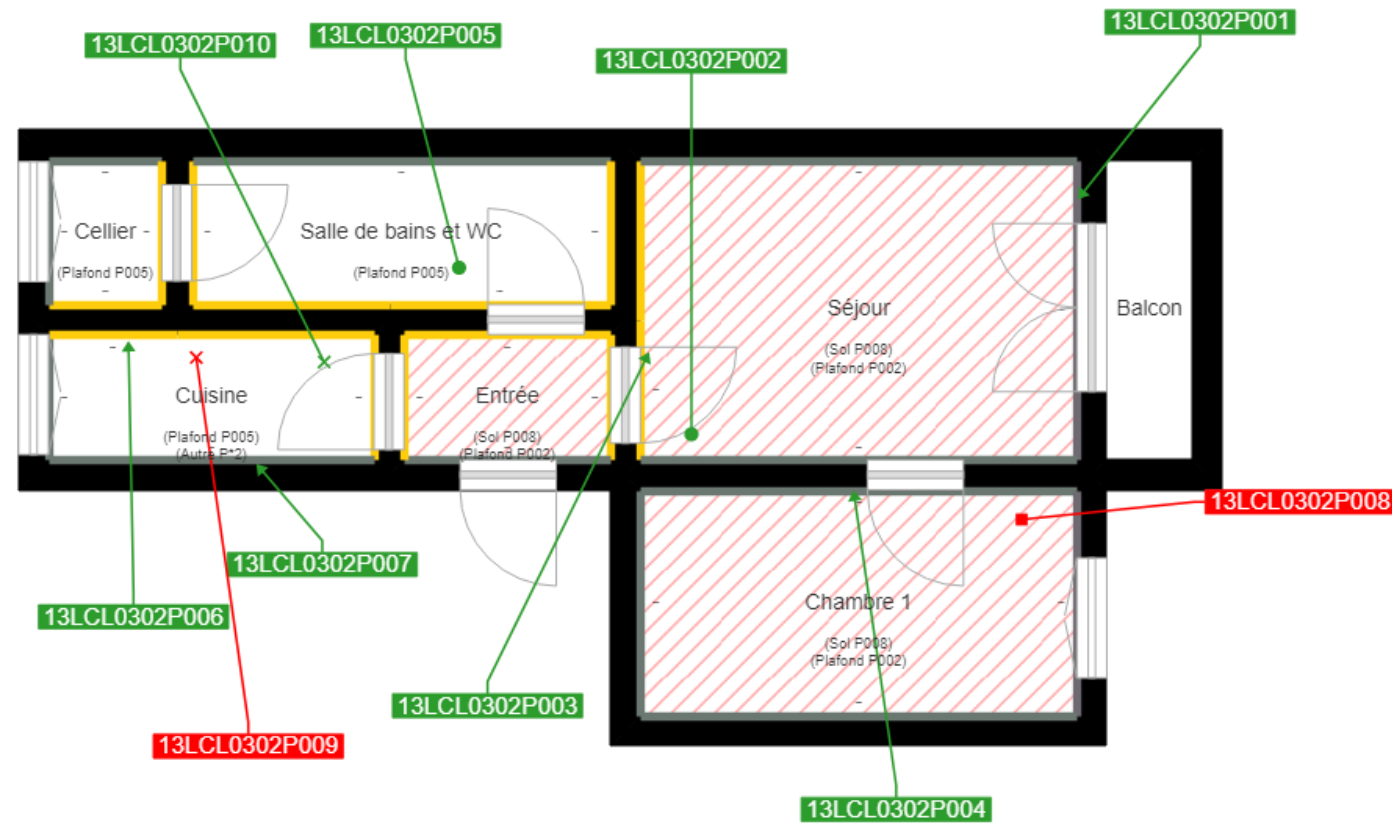 13LCL0302P001
13LCL0302P005
13LCL0302P010
13LCL0302P002
Cellier
(Plafond P005)
Salle de bains et WC
(Plafond P005)
Séjour
(Sol P008)
(Plafond P002)
Balcon
Cuisine
(Plafond P005)
(Autre P*2)
Entrée
(Sol P008)
(Plafond P002)
13LCL0302P008
13LCL0302P007
Chambre 1
(Sol P008)
(Plafond P002)
13LCL0302P006
13LCL0302P003
13LCL0302P009
13LCL0302P004